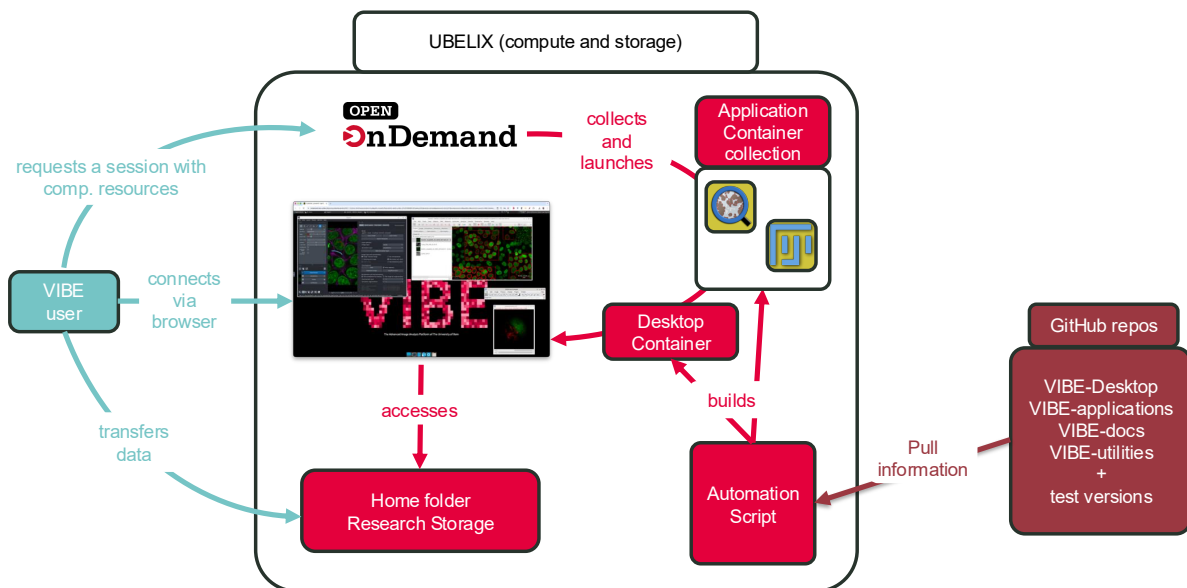 UBELIX (compute and storage)
OPEN
OnDemand
collects
and
launches
Application
Container
collection
requests a session with
comp. resources
VIBE
user
connects
via
browser
VIBE
Desktop
Container
GitHub repos
VIBE-Desktop
VIBE-applications
VIBE-docs
VIBE-utilities
+
test versions
accesses
builds
transfers
data
Pull
information
Home folder
Research Storage
Automation
Script